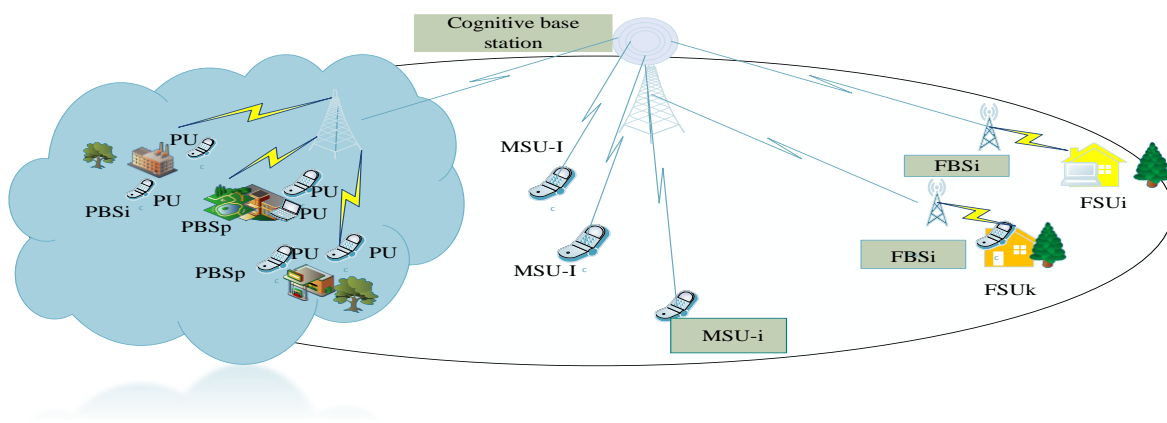 Cognitive base
station
PU
PBSi
PU
PBSp
PU
PU
PBSp
PU
PU
MSU-I
MSU-I
MSU-i
FBSi
FSUi
FBSi
FSUk
c
c
c
c
c
c
c
c